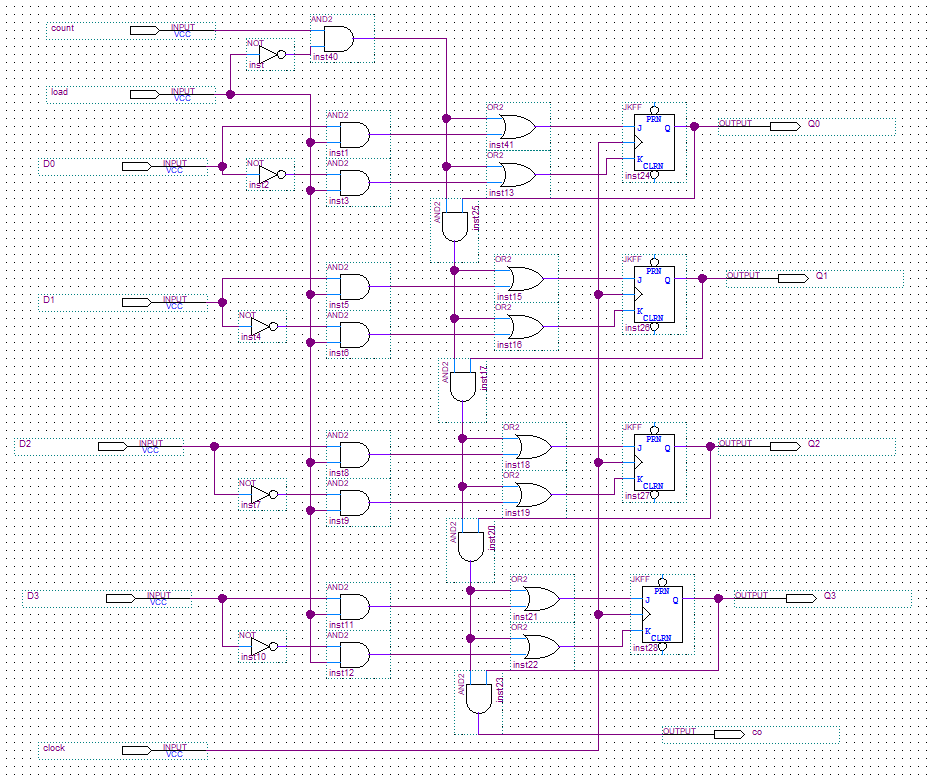 AND2
count INPUT
VCC
NOT
inst inst40
load INPUT
VCC
AND2 OR2 JKFF
PRN OUTPUT Q0
J Q
inst1 inst41
D0 INPUT NOT AND2 OR2 K
VCC CLRN
inst2 inst24
inst3 inst13
AND2 inst25
AND2 OR2 JKFF
PRN OUTPUT Q1
J Q
D1 INPUT inst5 inst15
VCC
NOT AND2 OR2 K
CLRN
inst4 inst16 inst26
inst6
AND2 inst17
AND2 OR2 JKFF
PRN
D2 INPUT J Q OUTPUT Q2
VCC
inst8 inst18
NOT AND2 OR2 K
CLRN
inst7 inst27
inst9 inst19
AND2 inst20
AND2 OR2 JKFF
PRN
D3 INPUT J Q OUTPUT Q3
VCC
inst11 inst21
NOT AND2 OR2 K
CLRN
inst10 inst28
inst12 inst22
AND2 inst23
OUTPUT co
clock INPUT
VCC